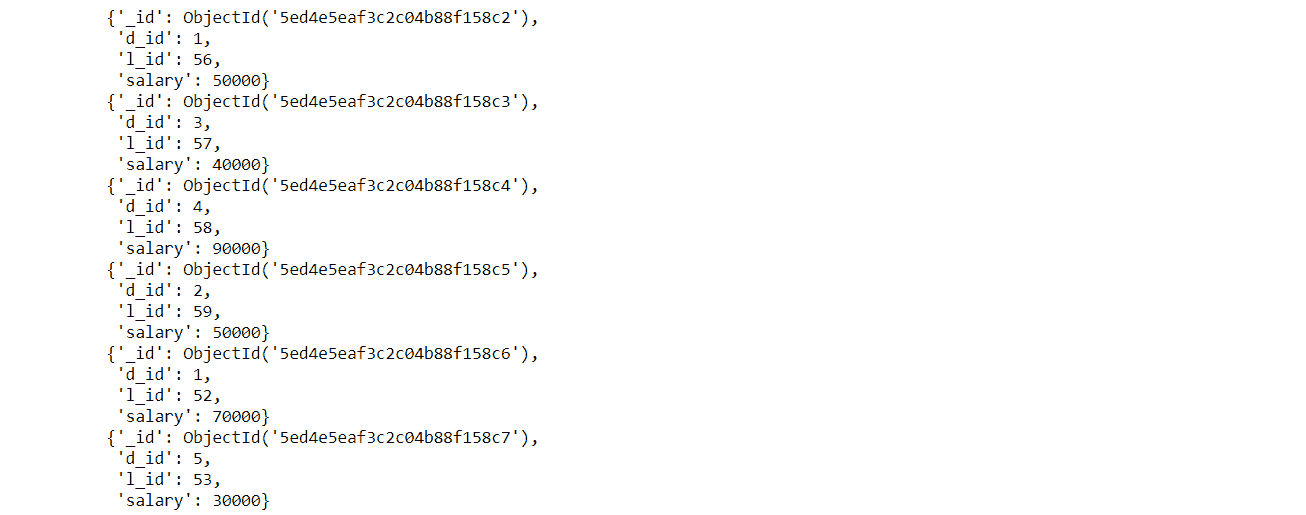 {'_id': ObjectId('5ed4e5eaf3c2c04b88f158c2'),
'd_id': 1,
'l_id': 56,
'salary': 50000}
{'_id': ObjectId('5ed4e5eaf3c2c04b88f158c3'),
'd_id': 3,
'l_id': 57,
'salary': 40000}
{'_id': ObjectId('5ed4e5eaf3c2c04b88f158c4'),
'd_id': 4,
'l_id': 58,
'salary': 90000}
{'_id': ObjectId('5ed4e5eaf3c2c04b88f158c5'),
'd_id': 2,
'l_id': 59,
'salary': 50000}
{'_id': ObjectId('5ed4e5eaf3c2c04b88f158c6'),
'd_id': 1,
'l_id': 52,
'salary': 70000}
{'_id': ObjectId('5ed4e5eaf3c2c04b88f158c7'),
'd_id': 5,
'l_id': 53,
'salary': 30000}